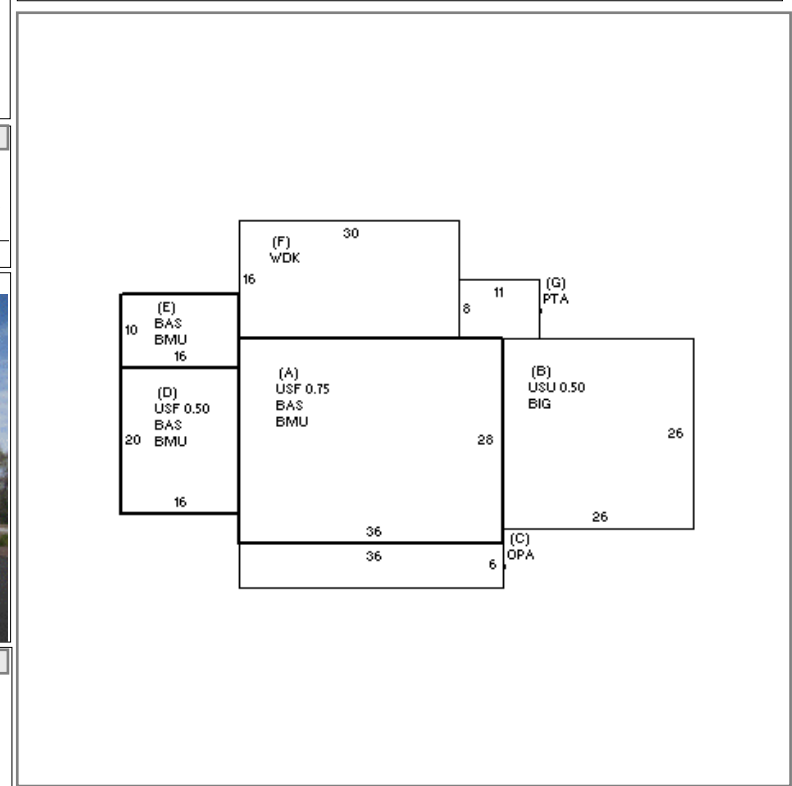 30
(F)
WDK
16
11
(G)
PTA
8
(E)
BAS
BMU
10
16
(A)
USF 0.75
BAS
BMU
28
(B)
USU 0.50
BIG
26
26
(D)
USF 0.50
BAS
BMU
20
16
36
36
6
(C)
OPA